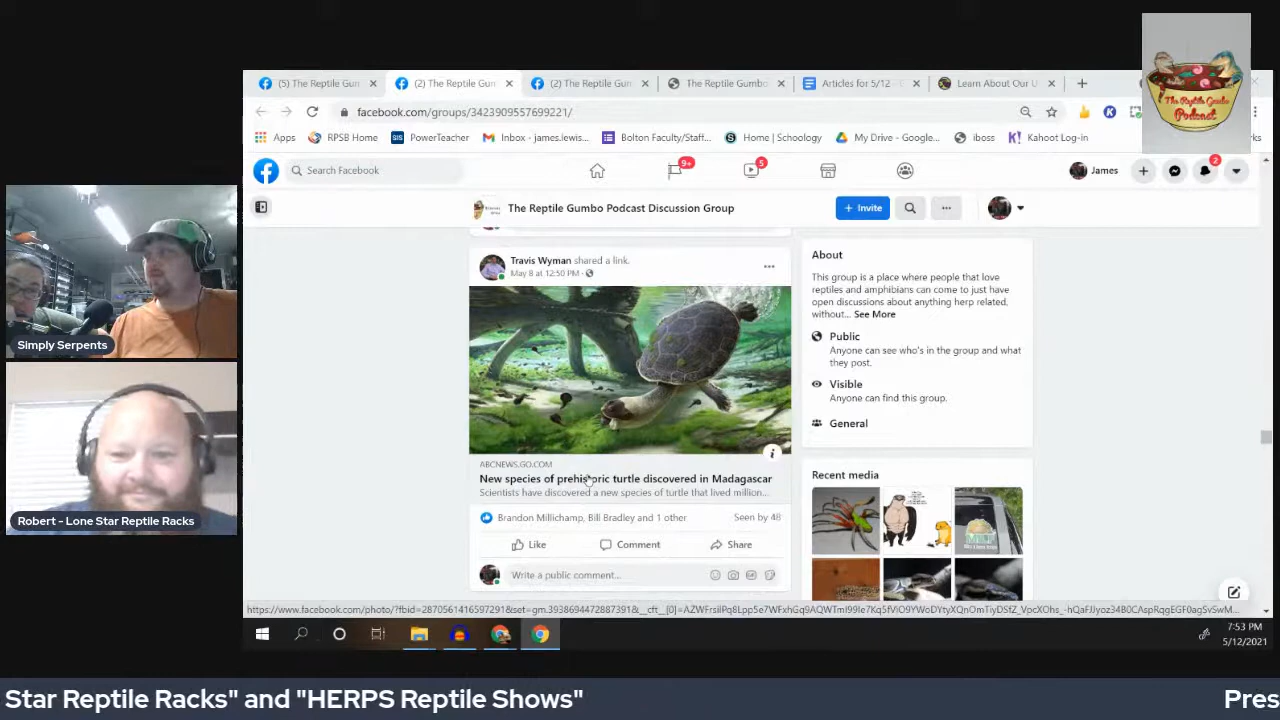 The Reptile Gumbo
Podcast
(5) The Reptile Gum
(2) The Reptile Gun
(2) The Reptile Gun
The Reptile Gumbo
Articles for 5/12 -
Learn About Our U
facebook.com/groups/3423909557699221/
Apps
RPSB Home
SIS
PowerTeacher
Inbox - james.lewis...
Bolton Faculty/Staff...
Home | Schoology
My Drive - Google...
iboss
Kahoot Log-in
Search Facebook
9+
5
James
2
The Reptile Gumbo Podcast Discussion Group
+ Invite
Travis Wyman shared a link.
May 8 at 12:50 PM
ABCNEWS.GO.COM
New species of prehistoric turtle discovered in Madagascar
Scientists have discovered a new species of turtle that lived million...
Brandon Millichamp, Bill Bradley and 1 other
Seen by 48
Like
Comment
Share
Write a public comment...
GIF
About
This group is a place where people that love
reptiles and amphibians can come to just have
open discussions about anything herp related,
without... See More
Public
Anyone can see who's in the group and what
they post.
Visible
Anyone can find this group.
General
Recent media
Simply Serpents
Robert - Lone Star Reptile Racks
7:53 PM
5/12/2021
Star Reptile Racks" and "HERPS Reptile Shows"
Pres